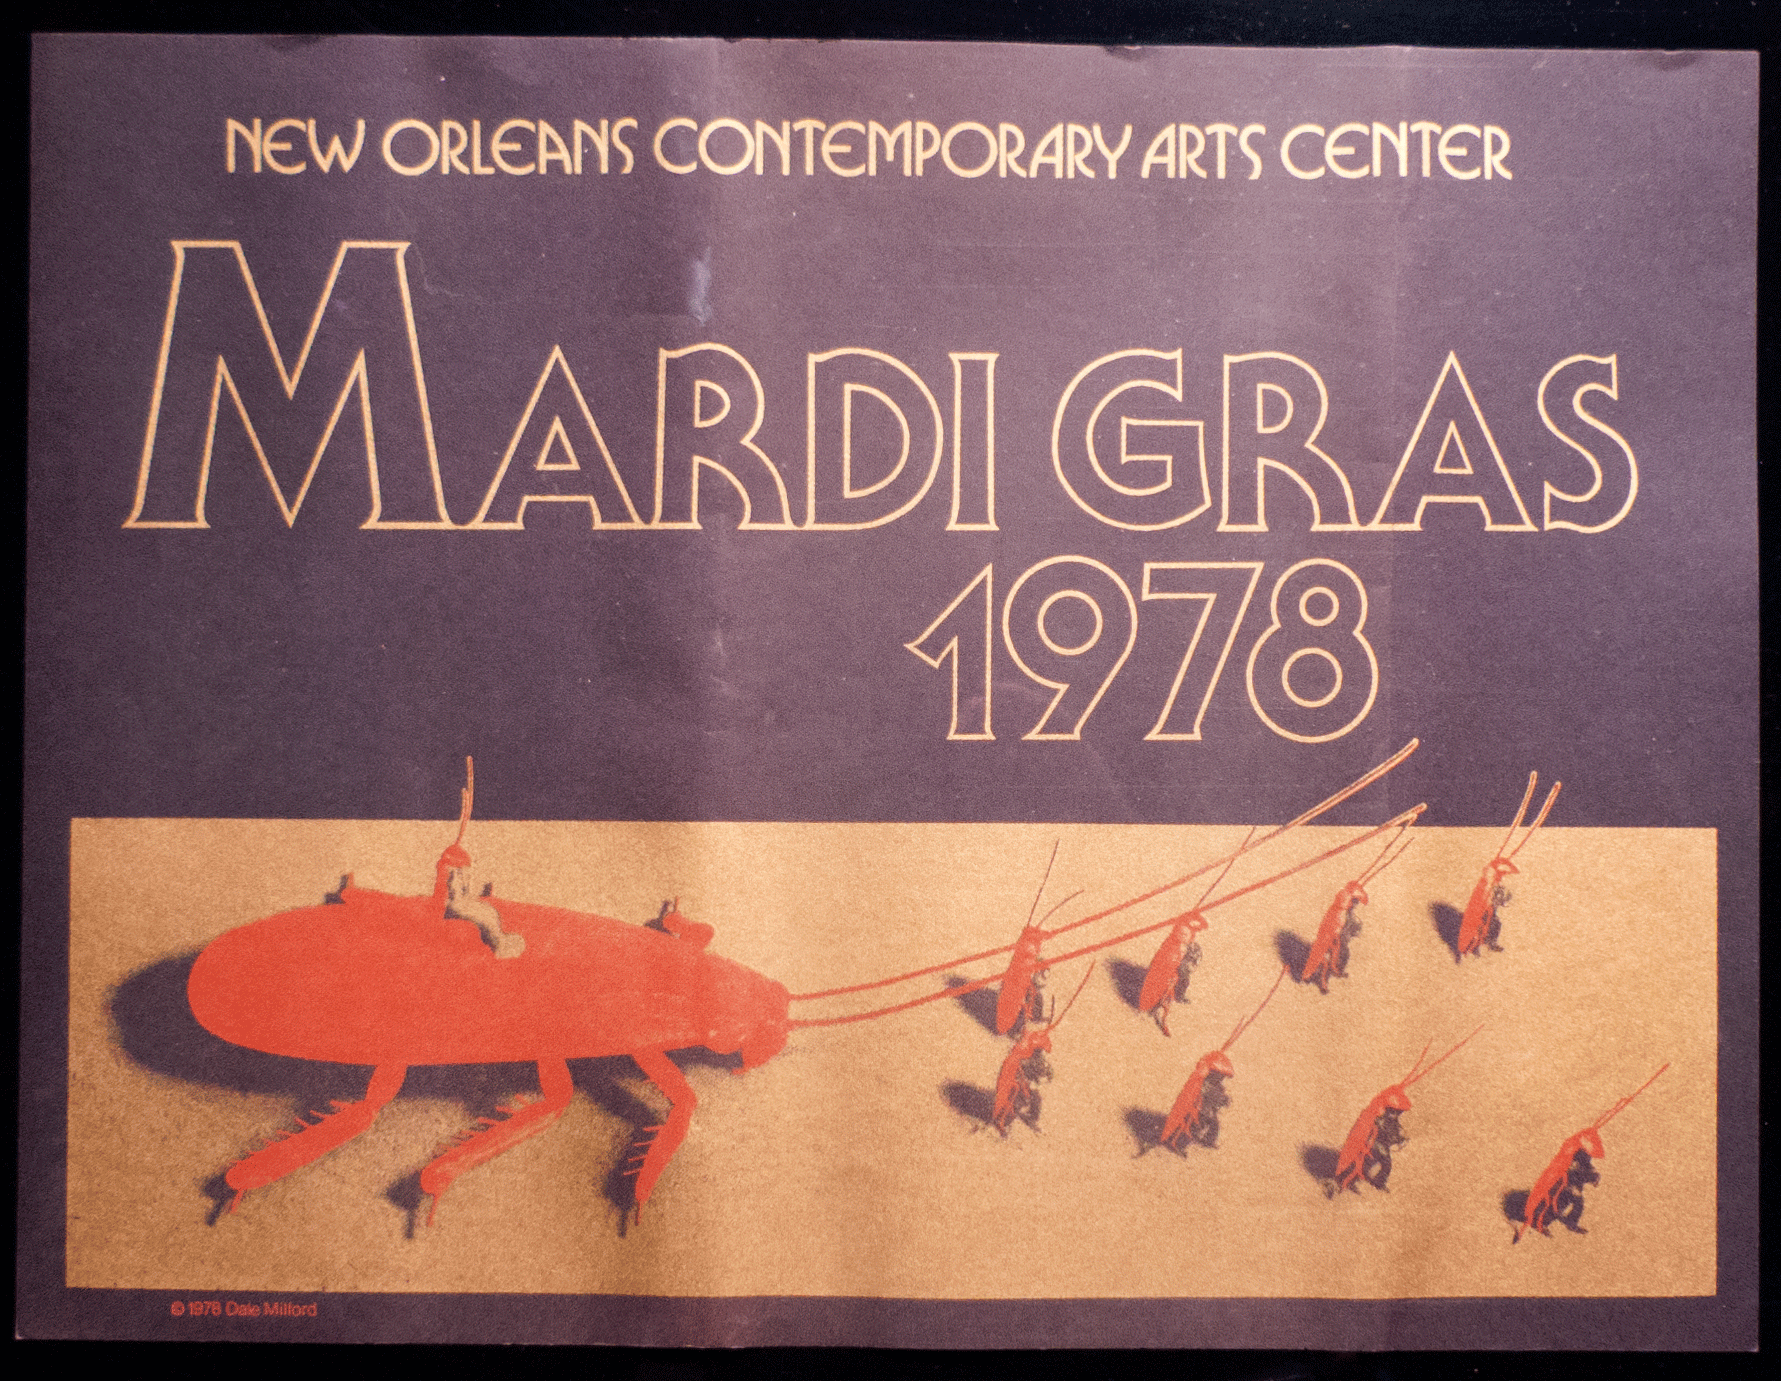 NEW ORLEANS CONTEMPORARY ARTS CENTER
MARDI GRAS
1978
© 1978 Dale Milford